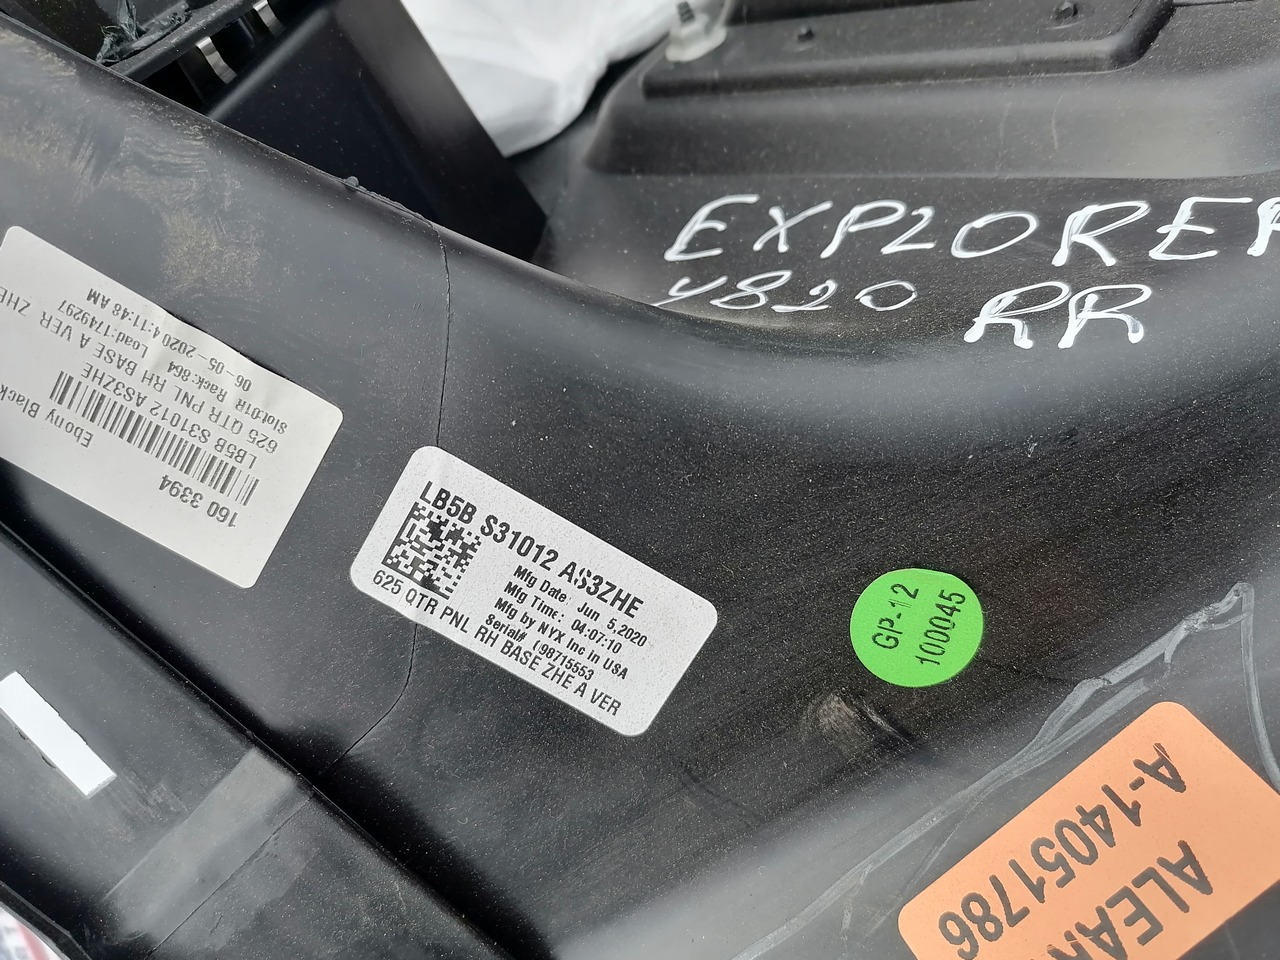 EXPLORER
4820 RR
160 3394
Ebony Black
LB5B S31012 AS3ZHE
625 QTR PNL RH BASE A VER ZHE
Slot:01R Rack:864 Load:1749297
06-05-2020 4:11:48 AM
LB5B S31012 AS3ZHE
Mfg Date: Jun 5,2020
Mfg Time: 04:07:10
Mfg by NYX Inc in USA
Serial# 198715553
625 QTR PNL RH BASE ZHE A VER
GP-12
100045
A-14051786